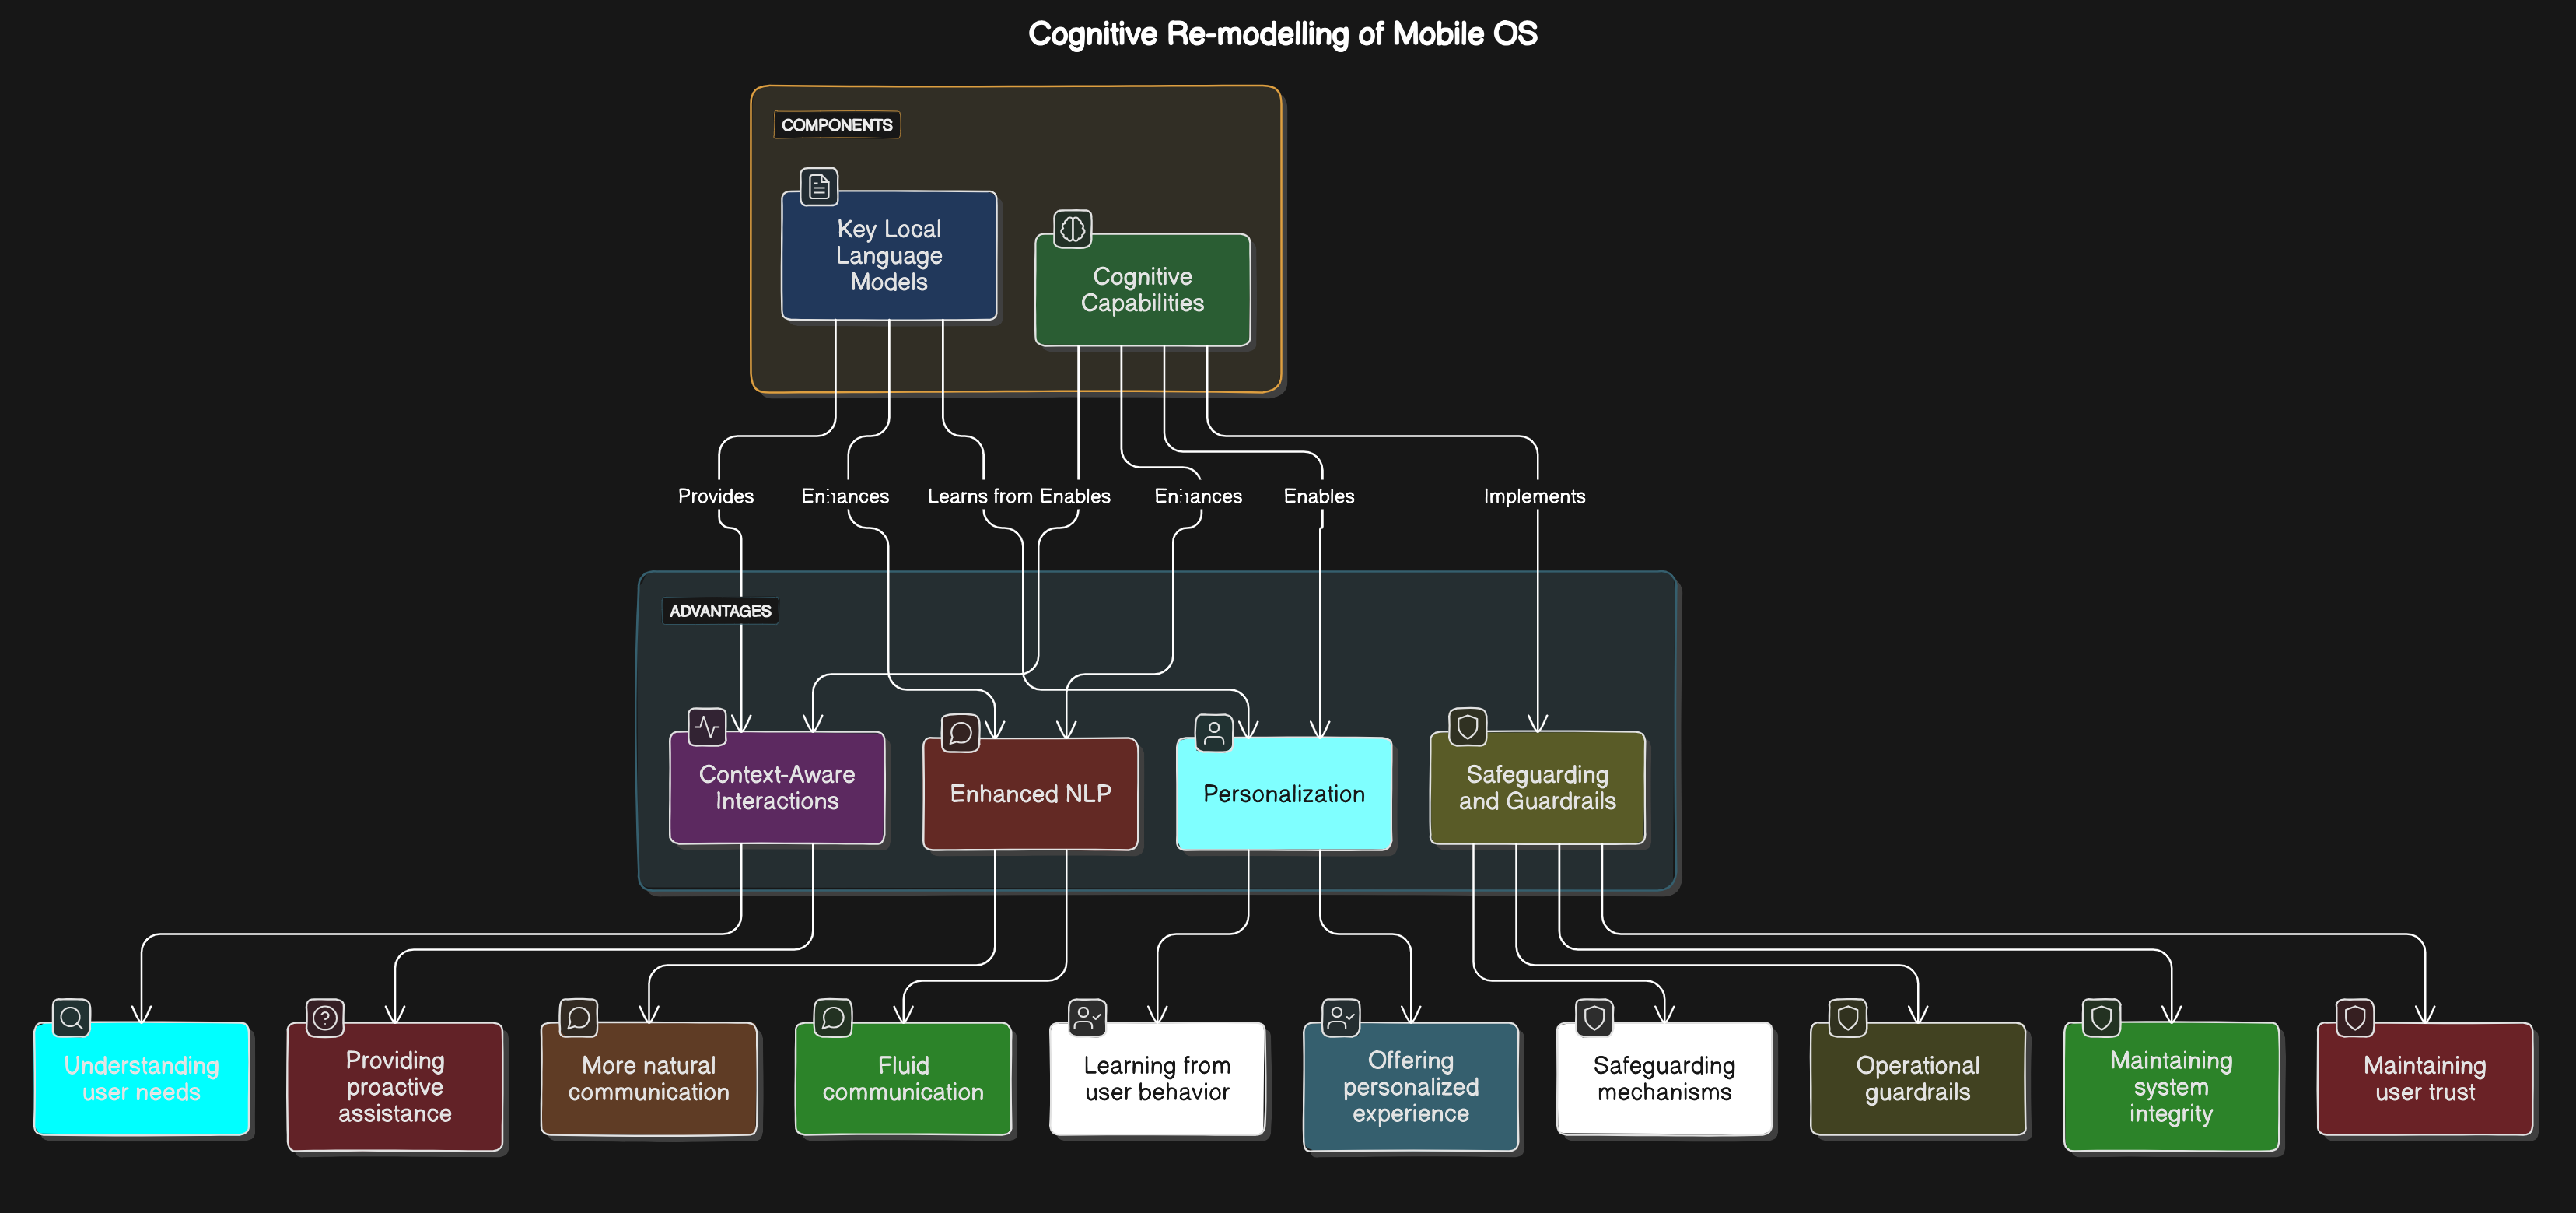 Cognitive Re-modelling of Mobile OS
COMPONENTS
Key Local
Language
Models
Cognitive
Capabilities
Provides
Enhances
Learns from
Enables
Enhances
Enables
Implements
ADVANTAGES
Context-Aware
Interactions
Enhanced NLP
Personalization
Safeguarding
and Guardrails
Understanding
user needs
Providing
proactive
assistance
More natural
communication
Fluid
communication
Learning from
user behavior
Offering
personalized
experience
Safeguarding
mechanisms
Operational
guardrails
Maintaining
system
integrity
Maintaining
user trust